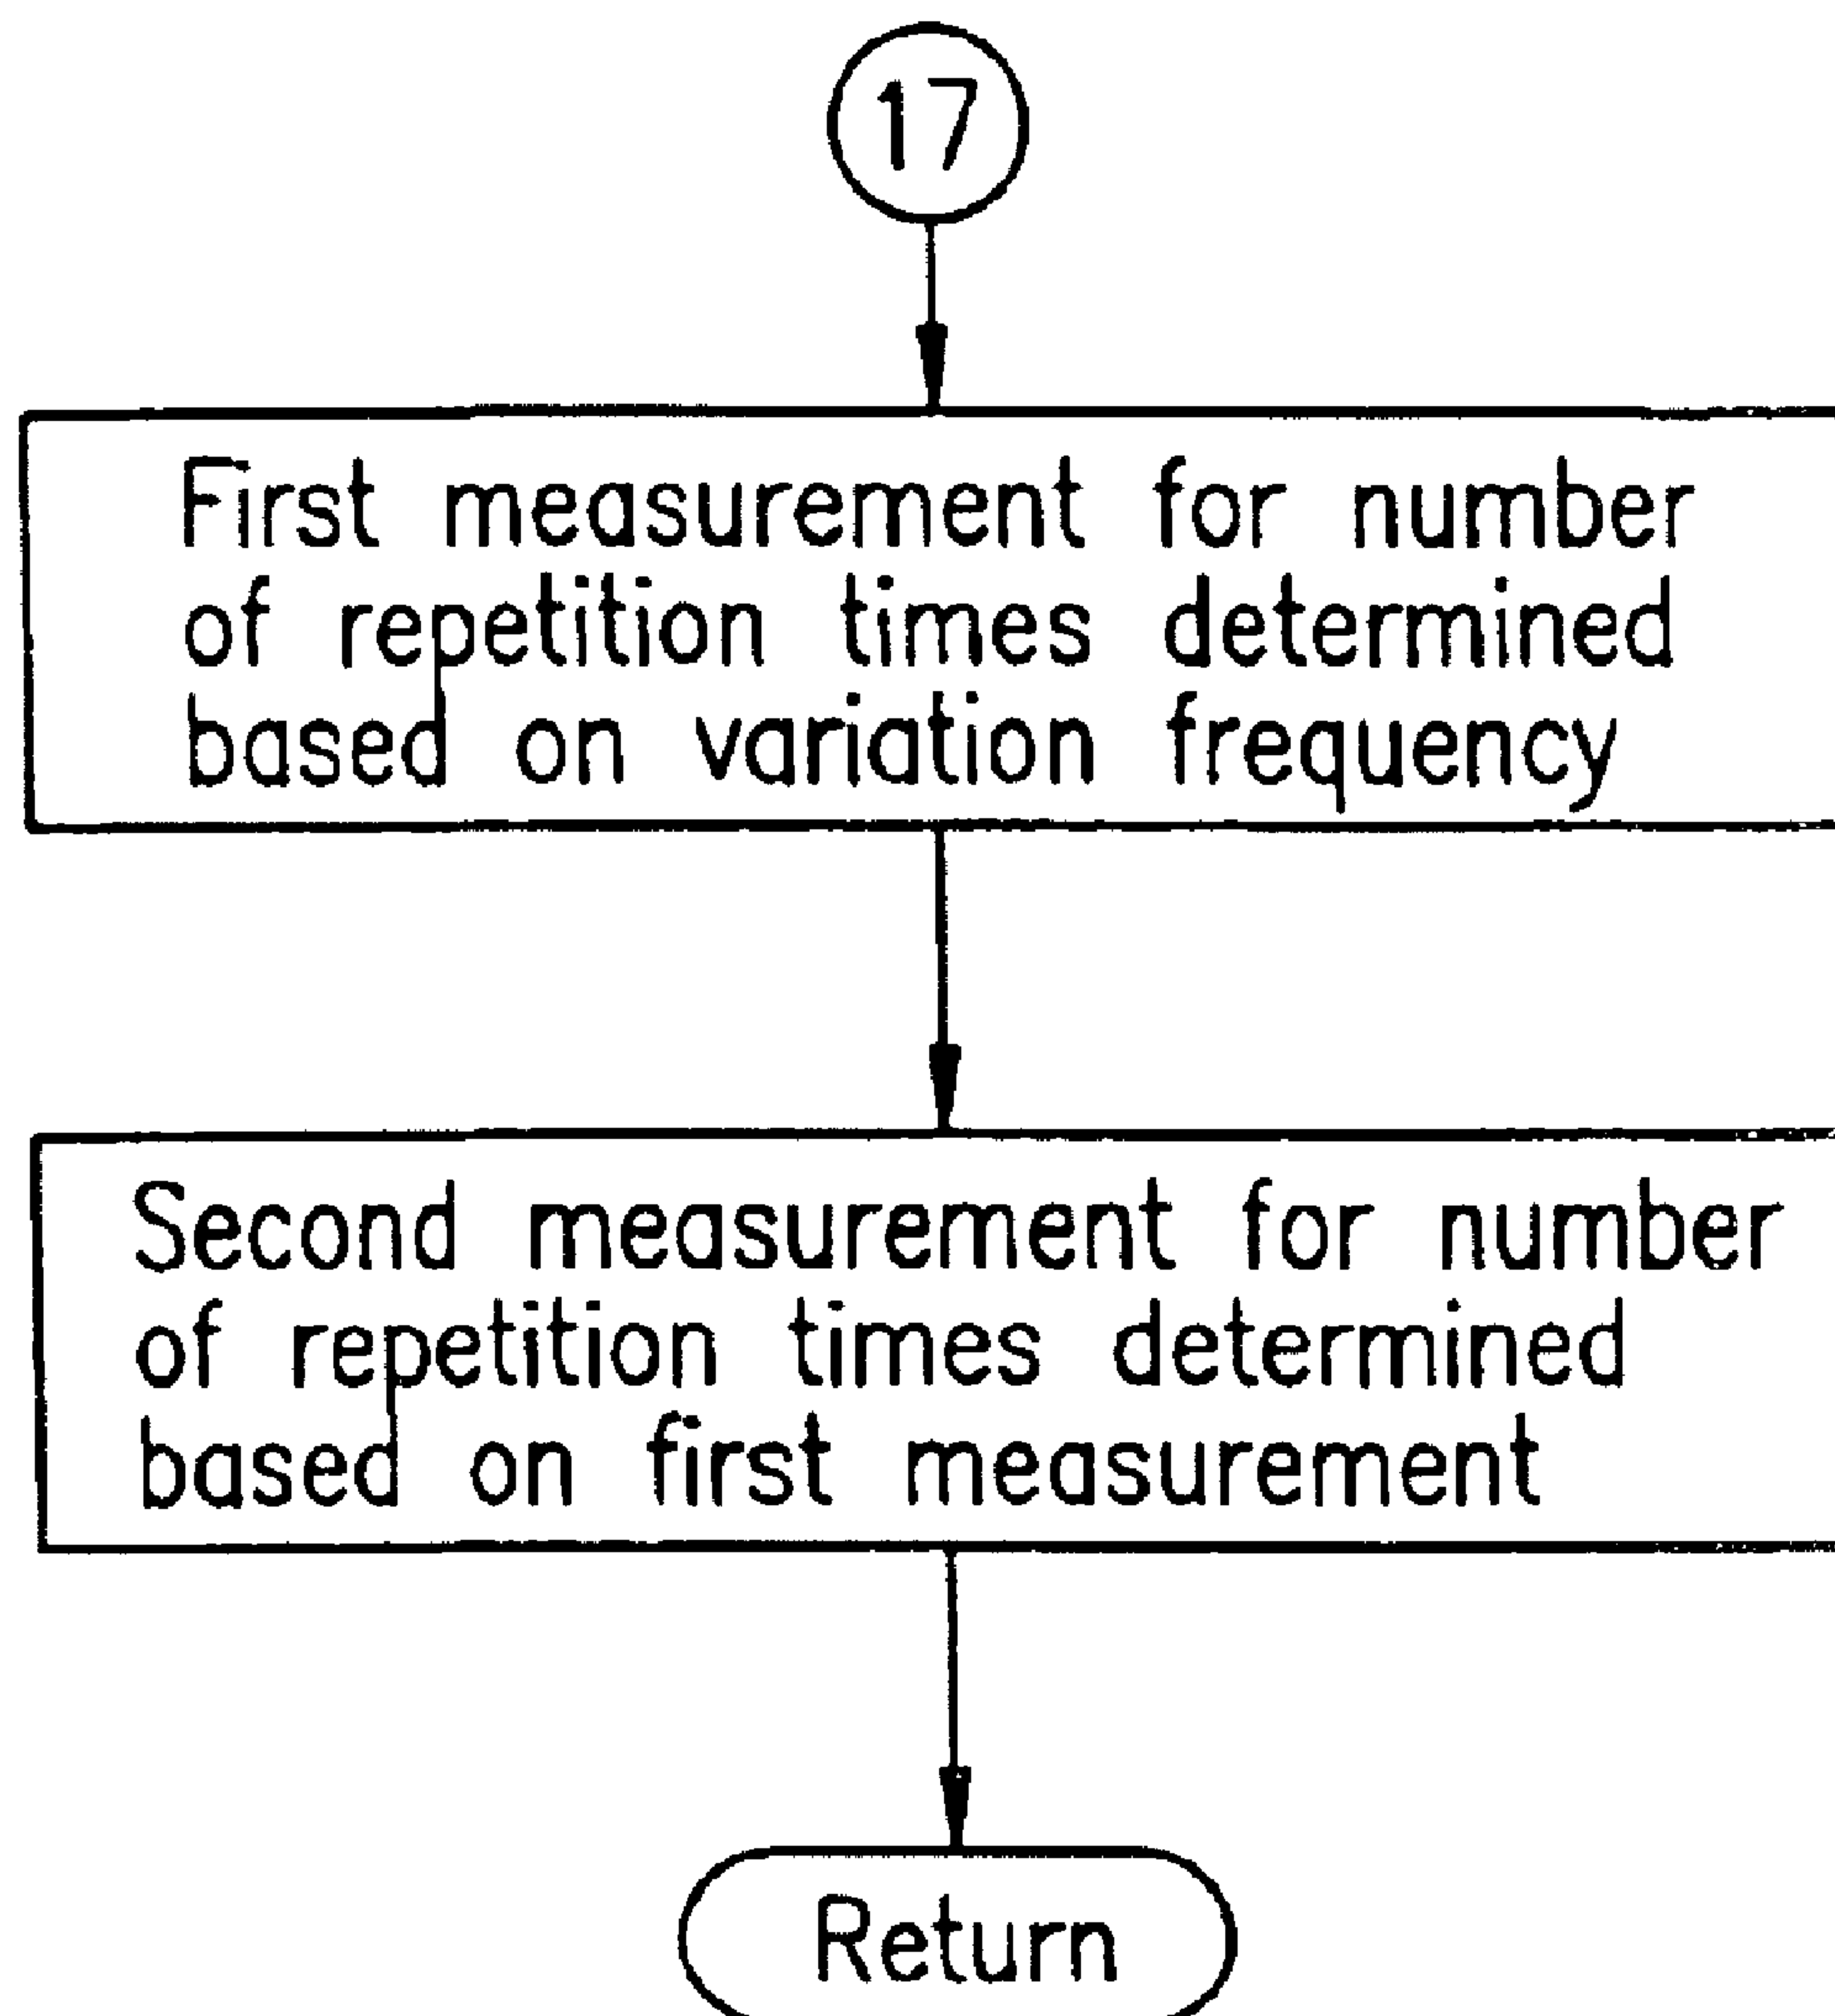 17
First measurement for number
of repetition times determined
based on variation frequency
Second measurement for number
of repetition times determined
based on first measurement
Return